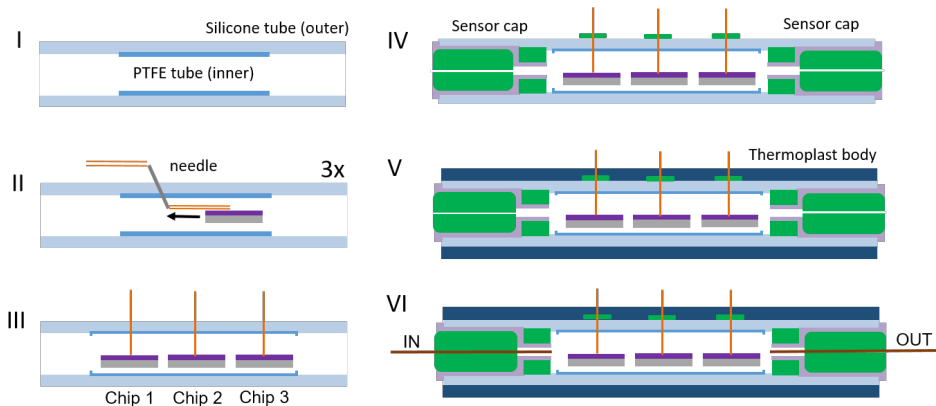 I
Silicone tube (outer)
PTFE tube (inner)
II
needle
3x
III
Chip 1 Chip 2 Chip 3
IV
Sensor cap Sensor cap
V
Thermoplast body
VI
IN
OUT